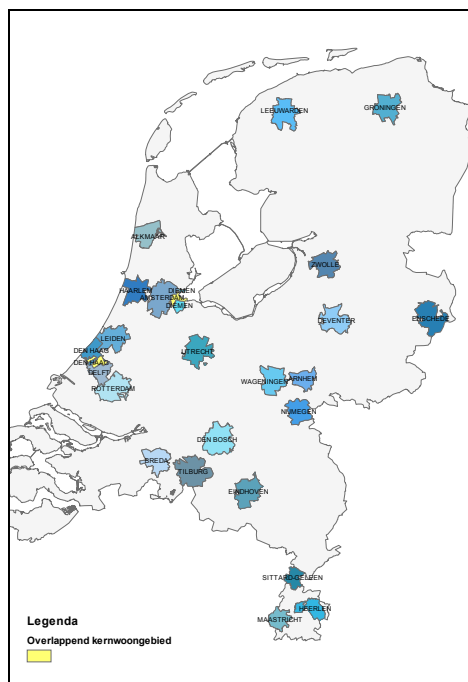 LEEUWARDEN
GRONINGEN
ALKMAAR
ZWOLLE
HAARLEM
DIEMEN
AMSTERDAM
DIEMEN
DEVENTER
ENSCHEDE
LEIDEN
DEN HAAG
UTRECHT
DEN HAAG
DELFT
ROTTERDAM
WAGENINGEN
ARNHEM
NIJMEGEN
DEN BOSCH
BREDA
TILBURG
EINDHOVEN
SITTARD-GELEEN
HEERLEN
MAASTRICHT
Legenda
Overlappend kernwoongebied